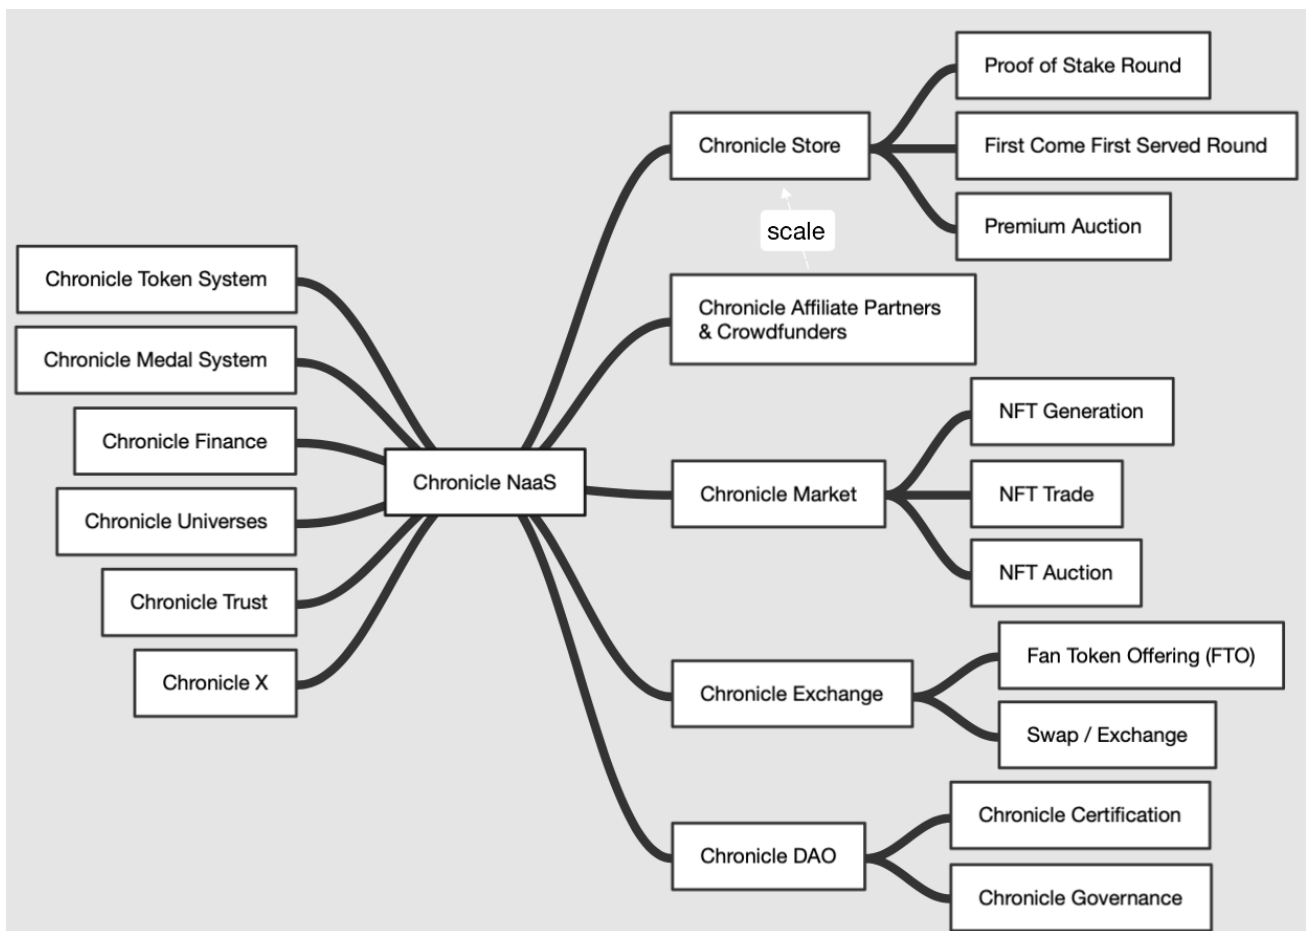 Proof of Stake Round
Chronicle Store
First Come First Served Round
Premium Auction
scale
Chronicle Token System
Chronicle Affiliate Partners
& Crowdfunders
Chronicle Medal System
NFT Generation
Chronicle Finance
Chronicle NaaS
Chronicle Market
NFT Trade
Chronicle Universes
NFT Auction
Chronicle Trust
Fan Token Offering (FTO)
Chronicle X
Chronicle Exchange
Swap / Exchange
Chronicle Certification
Chronicle DAO
Chronicle Governance